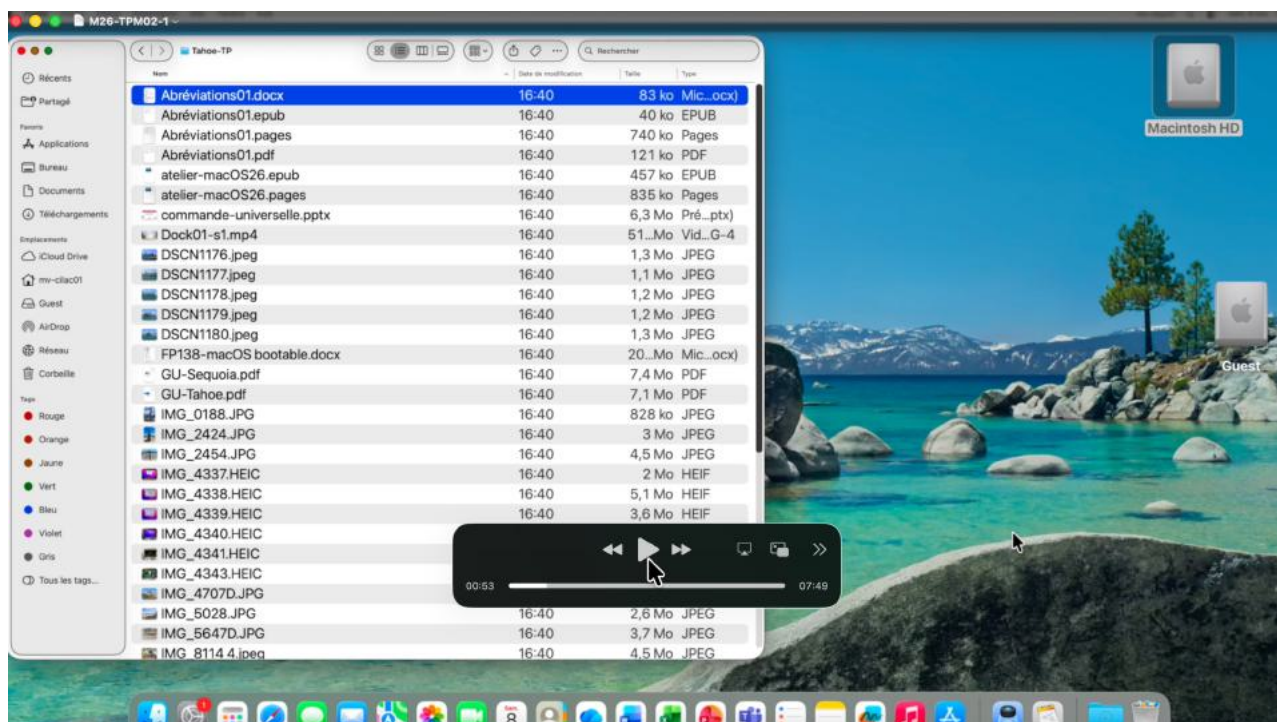 M26-TPM02-1
Tahoe-TP
Rechercher
Nom
Date de modification
Taille
Type
Récents
Partagé
Favoris
Applications
Bureau
Documents
Téléchargements
Emplacements
iCloud Drive
mv-cilac01
Guest
AirDrop
Réseau
Corbeille
Tags
Rouge
Orange
Jaune
Vert
Bleu
Violet
Gris
Tous les tags...
Abréviations01.docx 16:40 83 ko Mic...ocx)
Abréviations01.epub 16:40 40 ko EPUB
Abréviations01.pages 16:40 740 ko Pages
Abréviations01.pdf 16:40 121 ko PDF
atelier-macOS26.epub 16:40 457 ko EPUB
atelier-macOS26.pages 16:40 835 ko Pages
commande-universelle.pptx 16:40 6,3 Mo Pré...ptx)
Dock01-s1.mp4 16:40 51...Mo Vid...G-4
DSCN1176.jpeg 16:40 1,3 Mo JPEG
DSCN1177.jpeg 16:40 1,1 Mo JPEG
DSCN1178.jpeg 16:40 1,2 Mo JPEG
DSCN1179.jpeg 16:40 1,2 Mo JPEG
DSCN1180.jpeg 16:40 1,3 Mo JPEG
FP138-macOS bootable.docx 16:40 20...Mo Mic...ocx)
GU-Sequoia.pdf 16:40 7,4 Mo PDF
GU-Tahoe.pdf 16:40 7,1 Mo PDF
IMG_0188.JPG 16:40 828 ko JPEG
IMG_2424.JPG 16:40 3 Mo JPEG
IMG_2454.JPG 16:40 4,5 Mo JPEG
IMG_4337.HEIC 16:40 2 Mo HEIF
IMG_4338.HEIC 16:40 5,1 Mo HEIF
IMG_4339.HEIC 16:40 3,6 Mo HEIF
IMG_4340.HEIC
IMG_4341.HEIC
IMG_4343.HEIC
IMG_4707D.JPG
IMG_5028.JPG 16:40 2,6 Mo JPEG
IMG_5647D.JPG 16:40 3,7 Mo JPEG
IMG_8114 4.jpeg 16:40 4,5 Mo JPEG
00:53
07:49
Macintosh HD
Guest
1
8